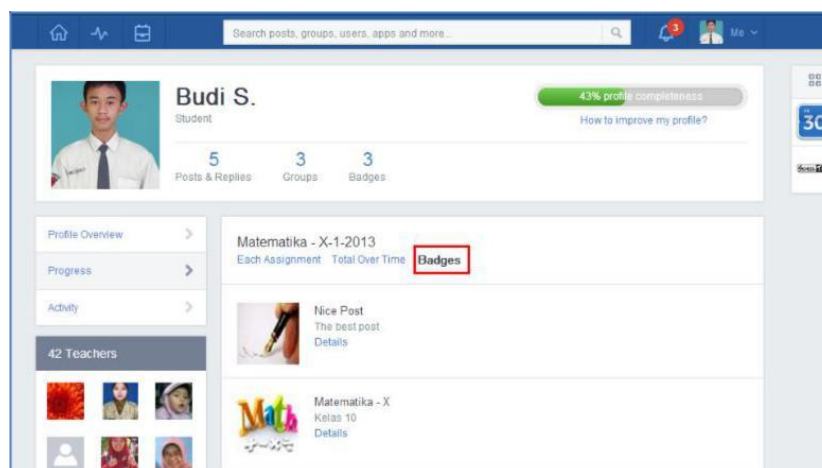 Search posts, groups, users, apps and more...
3
Me
Budi S.
Student
43% profile completeness
How to improve my profile?
5 3 3
Posts & Replies Groups Badges
30
Profile Overview
Progress
Activity
42 Teachers
Matematika - X-1-2013
Each Assignment Total Over Time Badges
Nice Post
The best post
Details
Math
Matematika - X
Kelas 10
Details